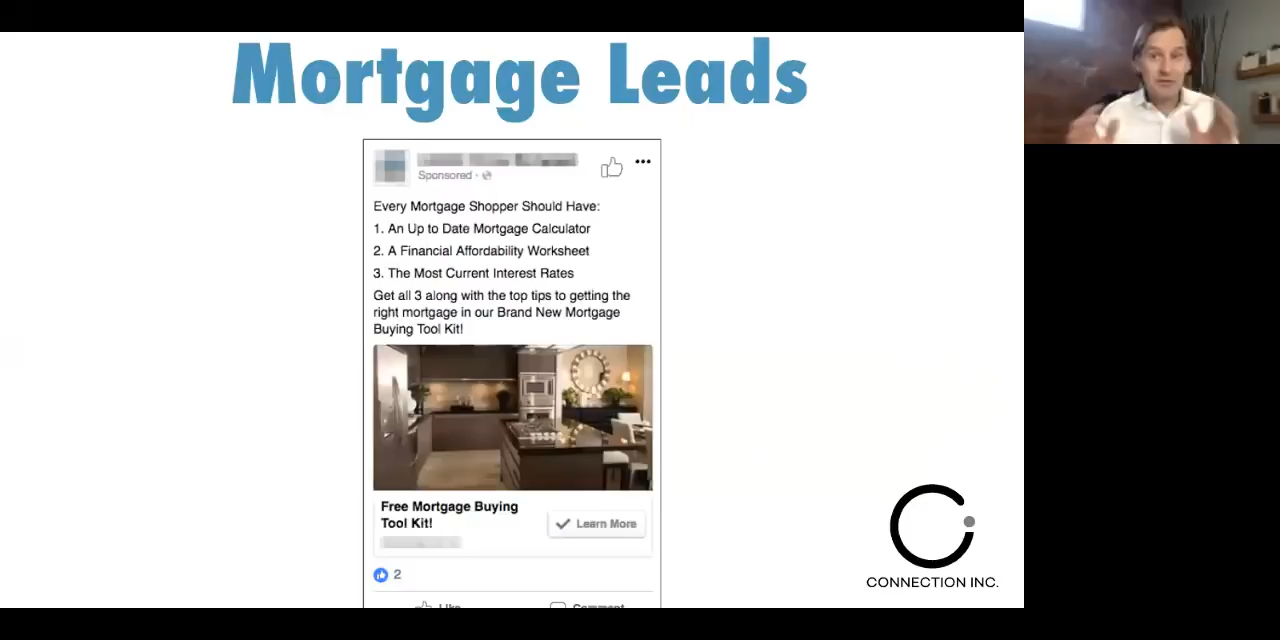 Mortgage Leads
Sponsored ·
Every Mortgage Shopper Should Have:
1. An Up to Date Mortgage Calculator
2. A Financial Affordability Worksheet
3. The Most Current Interest Rates
Get all 3 along with the top tips to getting the
right mortgage in our Brand New Mortgage
Buying Tool Kit!
Free Mortgage Buying
Tool Kit!
Learn More
2
Like
Comment
CONNECTION INC.